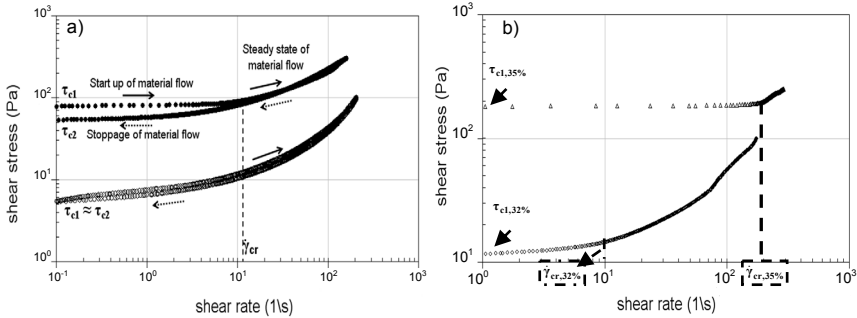 a)
Steady state of
material flow
τc1
Start up of material flow
τc2
Stoppage of material flow
τc1 ≈ τc2
γ̇cr
shear stress (Pa)
10³
10²
10¹
10⁰
10⁻¹
10⁰
10¹
10²
10³
shear rate (1\s)
b)
τc1,35%
τc1,32%
shear stress (Pa)
10³
10²
10¹
10⁰
10¹
10²
10³
γ̇cr,32%
γ̇cr,35%
shear rate (1\s)